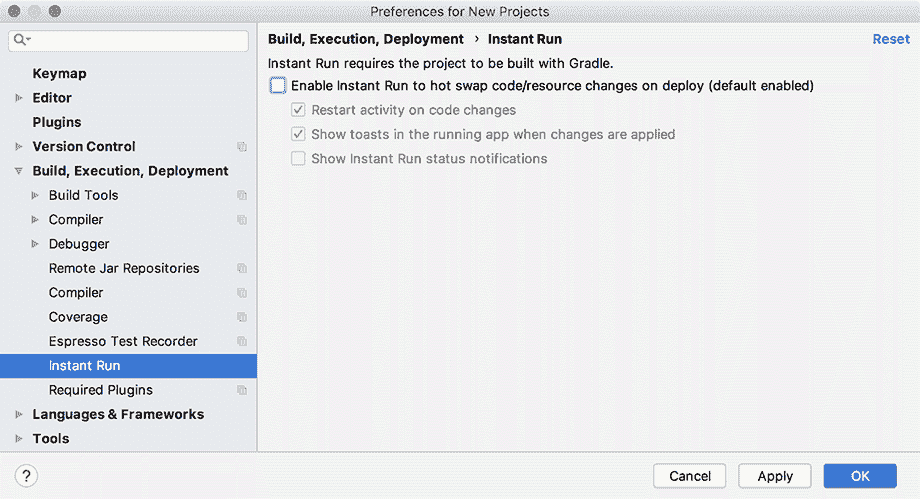 Preferences for New Projects
Build, Execution, Deployment › Instant Run
Reset
Instant Run requires the project to be built with Gradle.
Enable Instant Run to hot swap code/resource changes on deploy (default enabled)
Restart activity on code changes
Show toasts in the running app when changes are applied
Show Instant Run status notifications
Keymap
Editor
Plugins
Version Control
Build, Execution, Deployment
Build Tools
Compiler
Debugger
Remote Jar Repositories
Compiler
Coverage
Espresso Test Recorder
Instant Run
Required Plugins
Languages & Frameworks
Tools
?
Cancel
Apply
OK